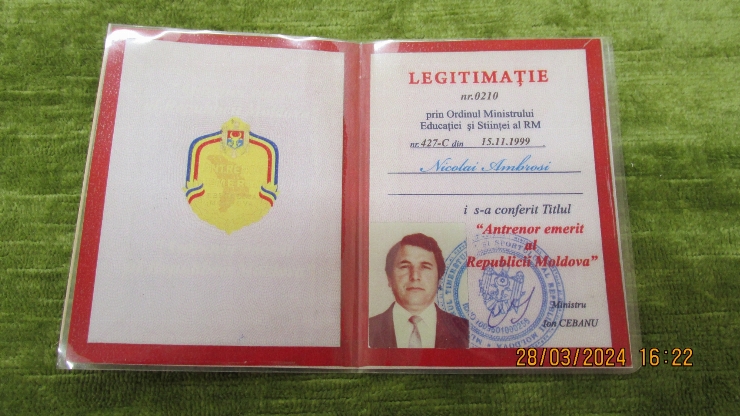 LEGITIMAȚIE
nr.0210
prin Ordinul Ministrului
Educației și Stiinței al RM
nr. 427-C din 15.11.1999
Nicolai Ambrosi
i s-a conferit Titlul
"Antrenor emerit
al
Republicii Moldova"
Ministru
Ion CEBANU
28/03/2024 16:22